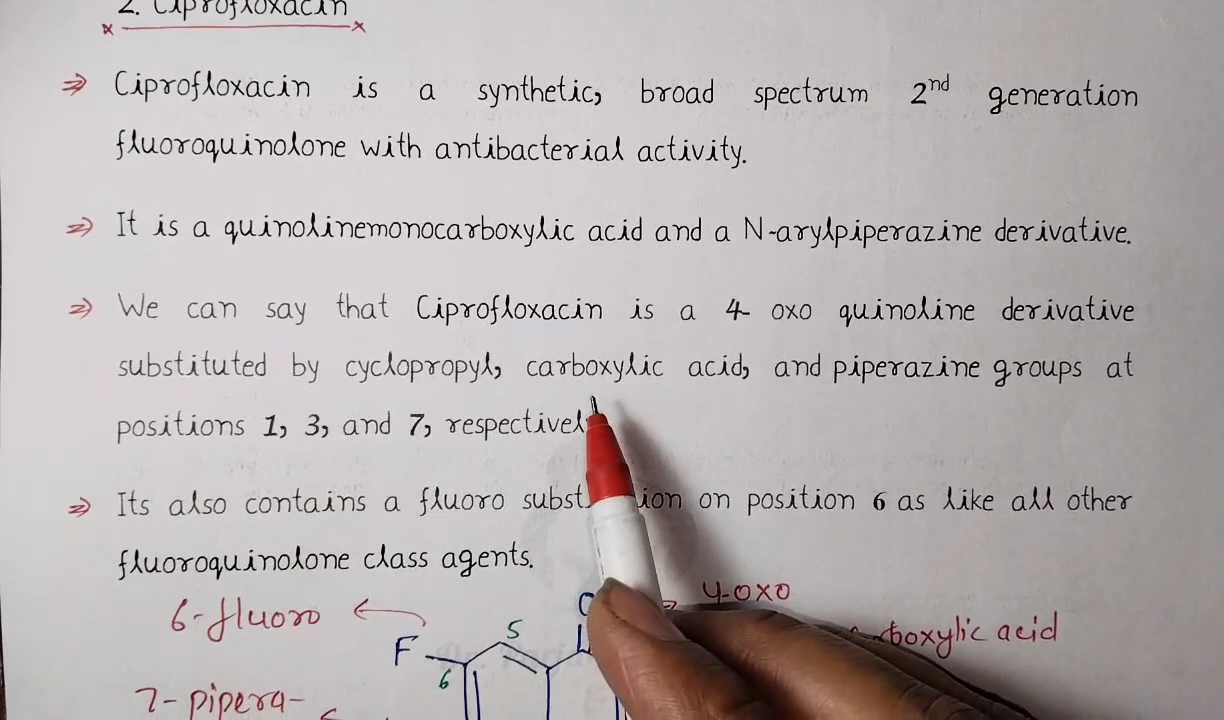 2. Ciprofloxacin
⇒ Ciprofloxacin is a synthetic, broad spectrum 2nd generation
fluoroquinolone with antibacterial activity.
⇒ It is a quinolinemonocarboxylic acid and a N-arylpiperazine derivative.
⇒ We can say that Ciprofloxacin is a 4- oxo quinoline derivative
substituted by cyclopropyl, carboxylic acid, and piperazine groups at
positions 1, 3, and 7, respectivel
⇒ Its also contains a fluoro subst ion on position 6 as like all other
fluoroquinolone class agents.
6-fluoro ← 4-oxo
5
F
boxylic acid
6
7-pipera-